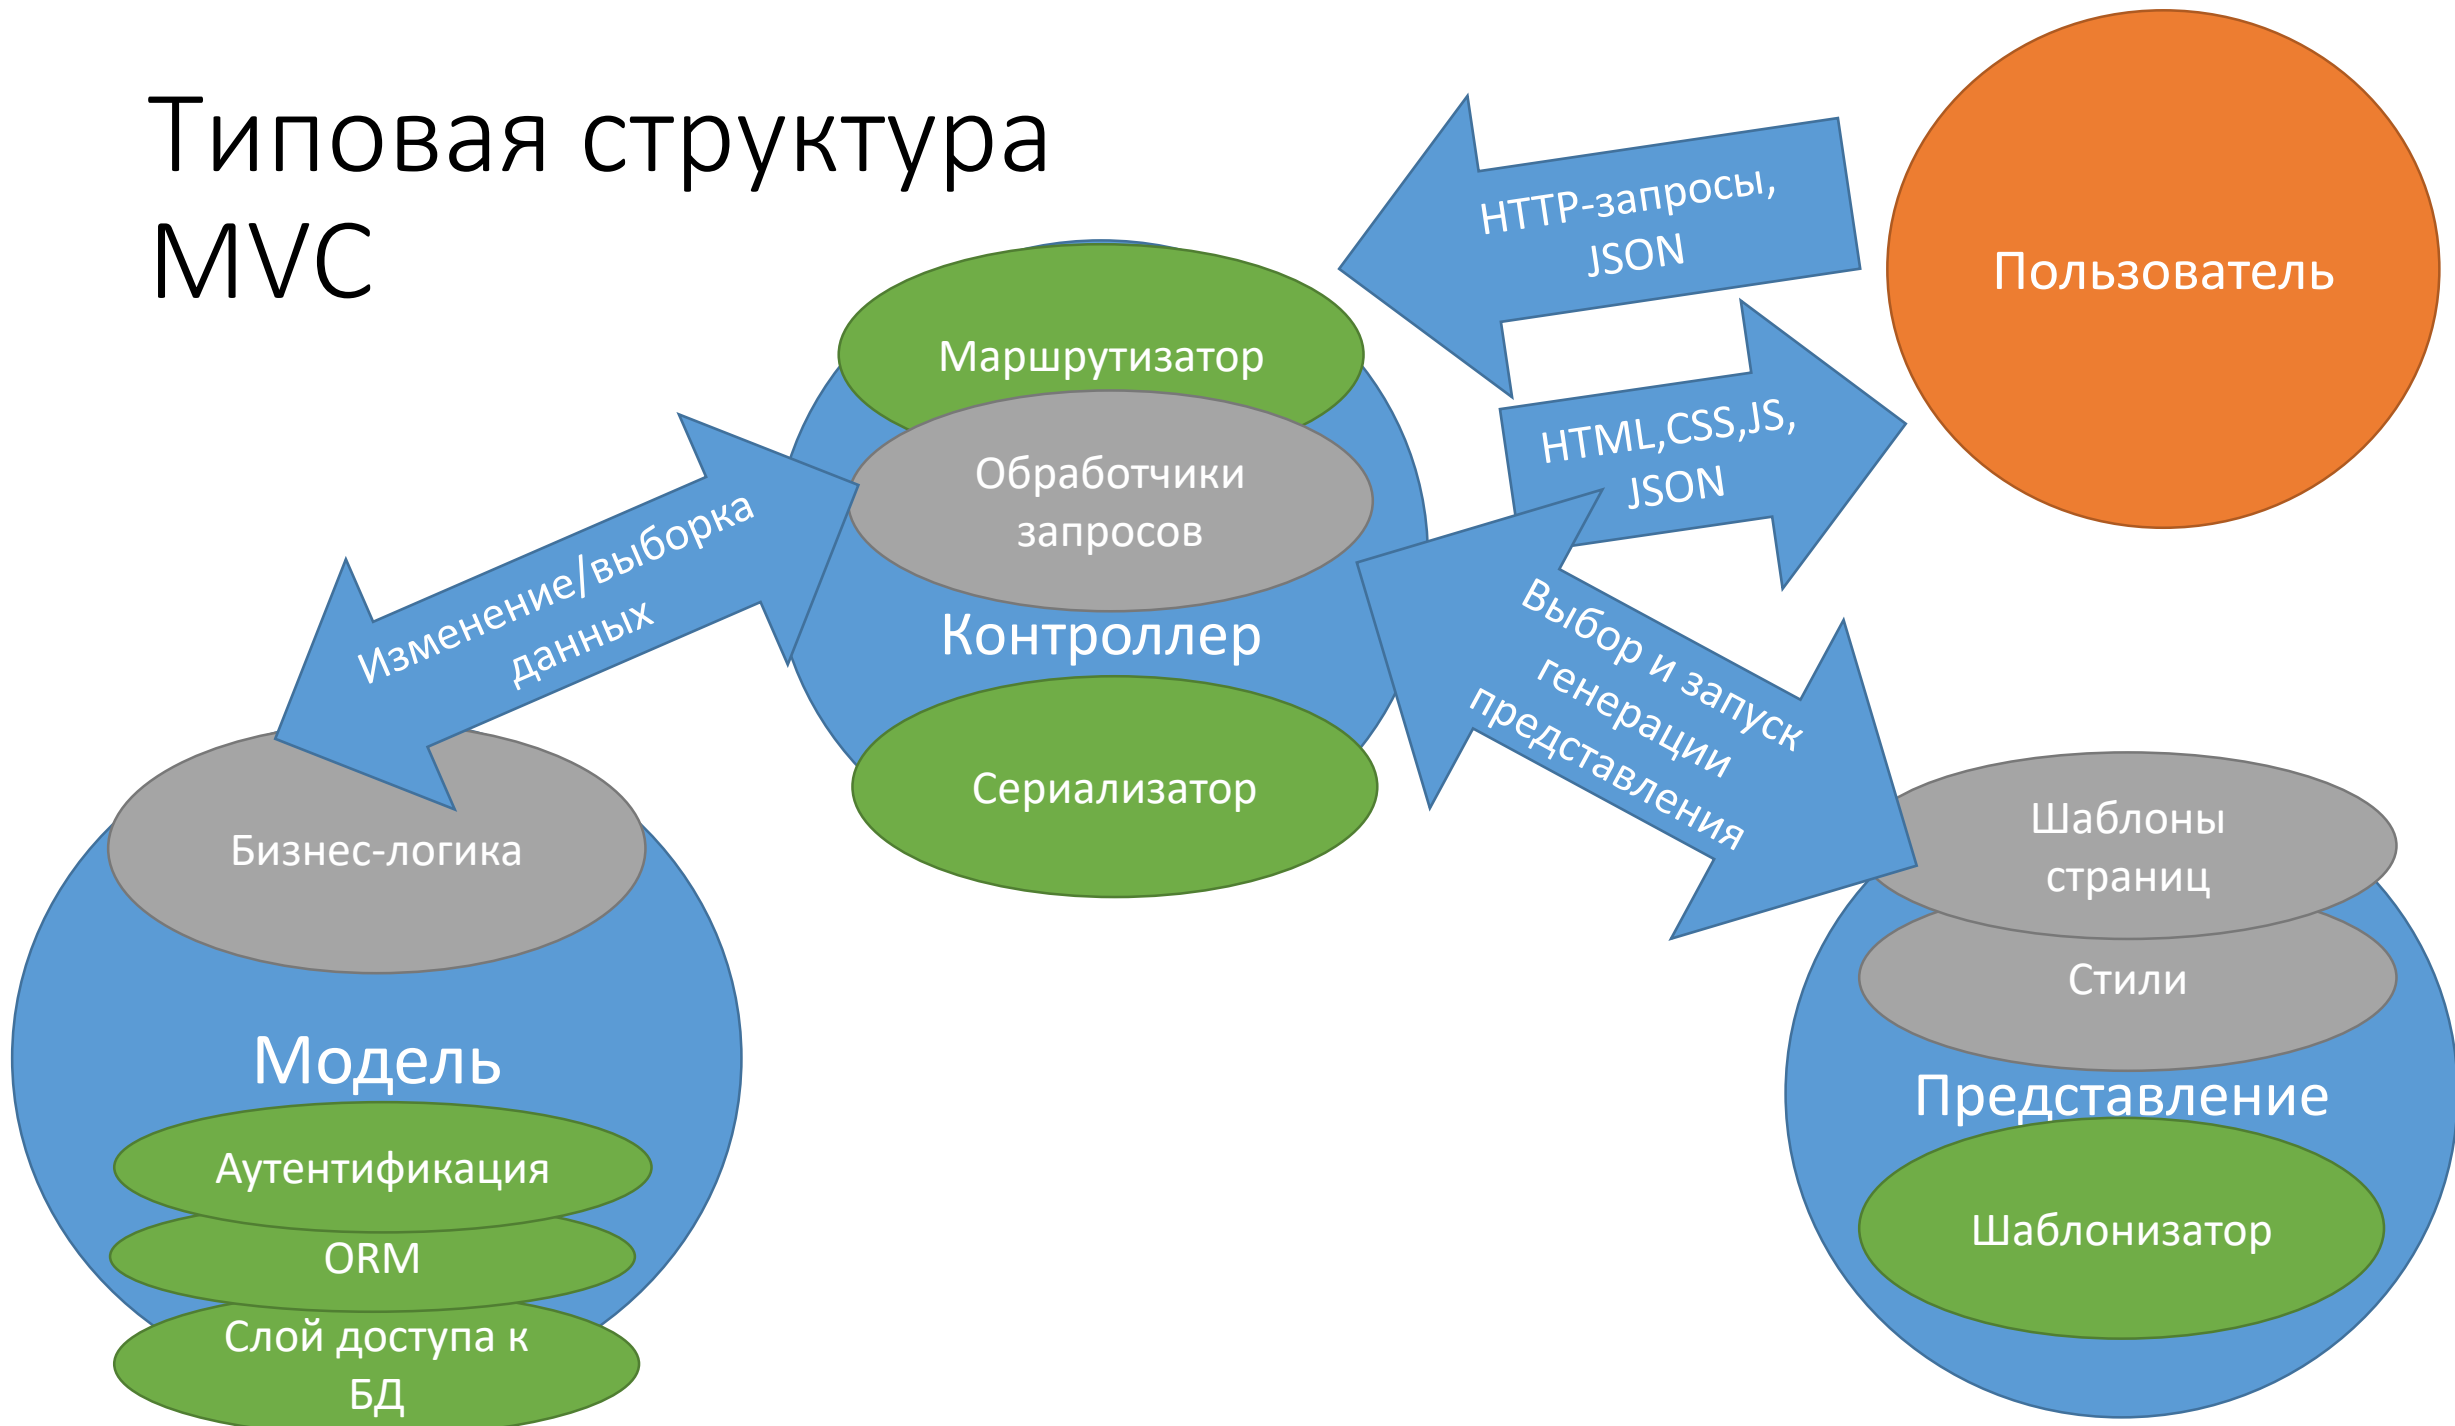 Типовая структура
MVC
HTTP-запросы,
JSON
Пользователь
Маршрутизатор
HTML,CSS,JS,
JSON
Обработчики
запросов
Изменение/выборка
данных
Контроллер
Выбор и запуск
генерации
представления
Сериализатор
Бизнес-логика
Шаблоны
страниц
Стили
Модель
Представление
Аутентификация
Шаблонизатор
ORM
Слой доступа к
БД